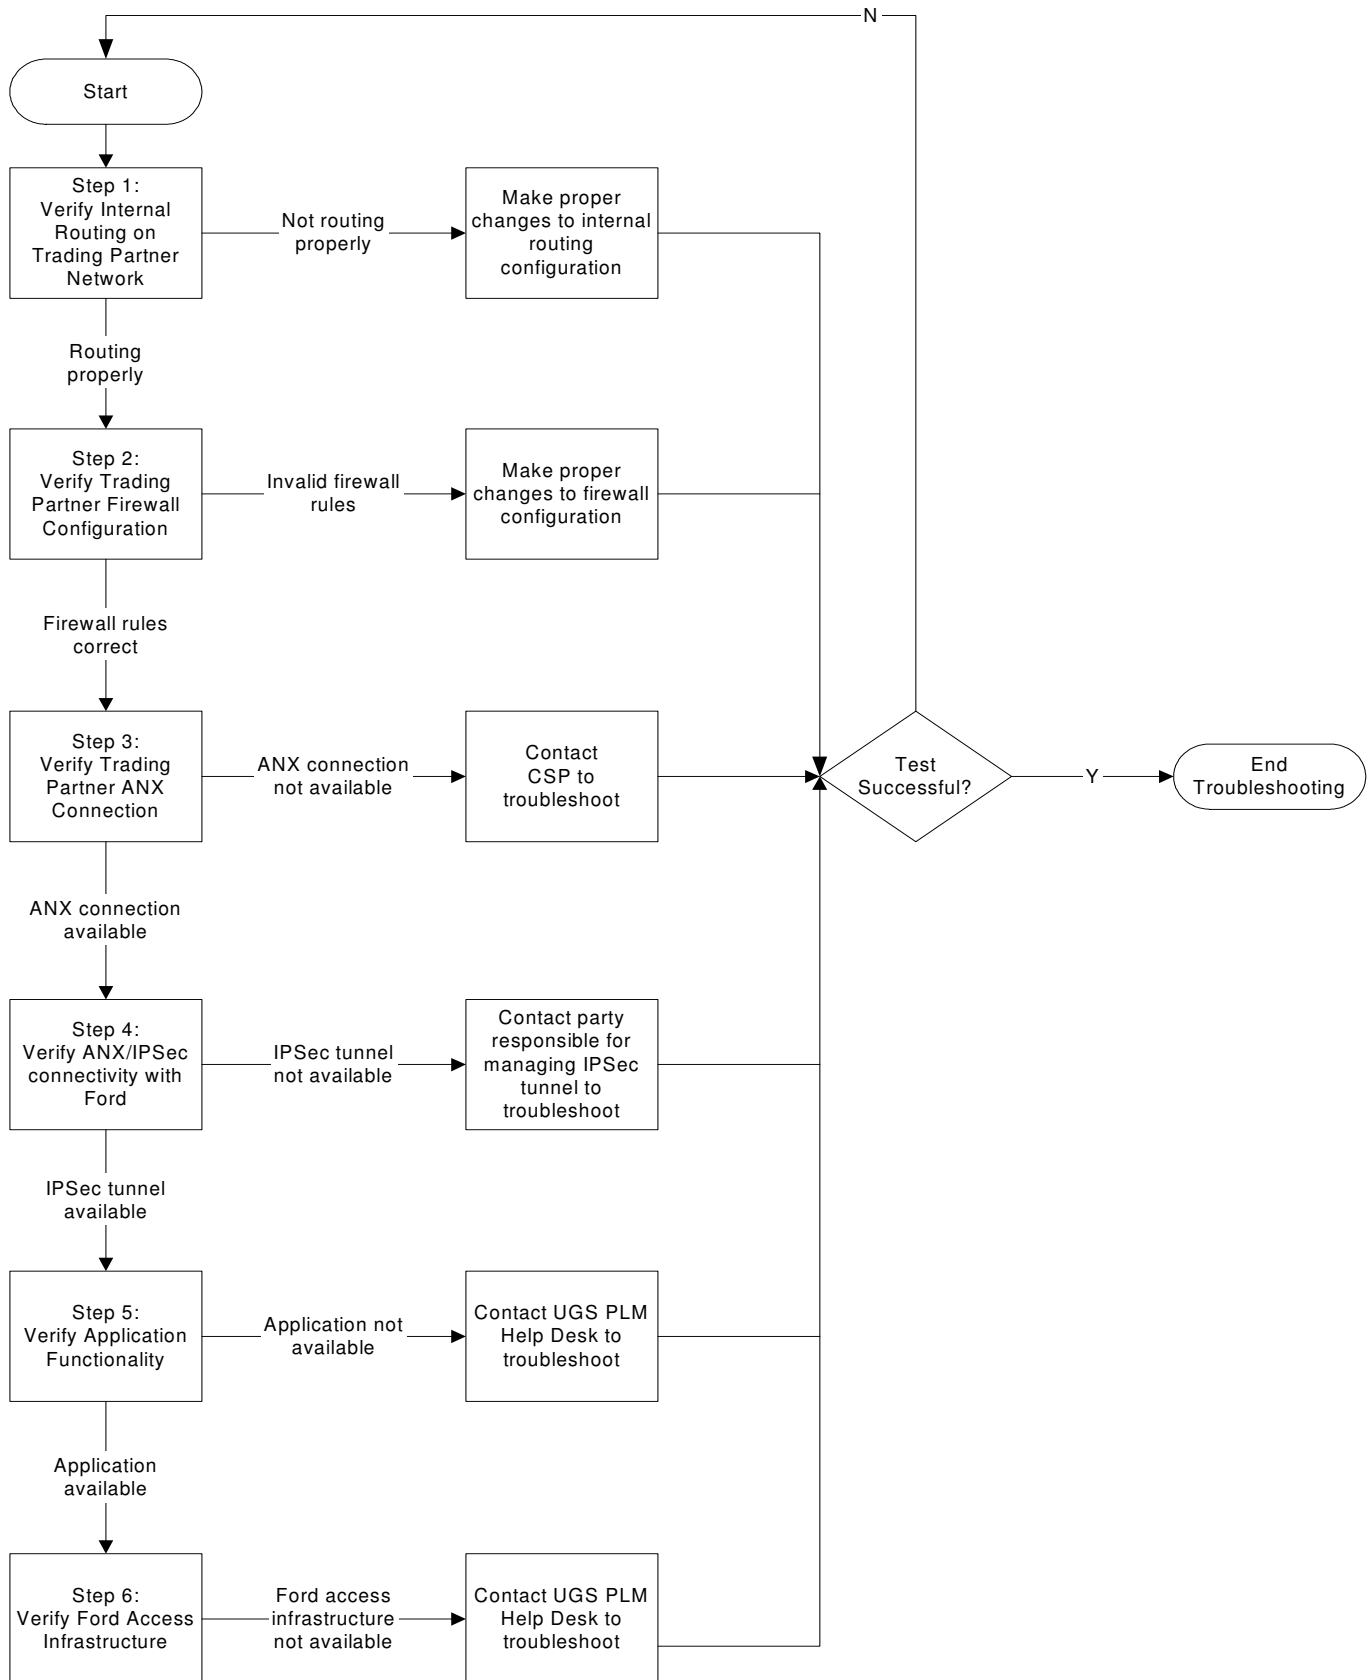 N
Start
Step 1:
Verify Internal
Routing on
Trading Partner
Network
Not routing
properly
Make proper
changes to internal
routing
configuration
Routing
properly
Step 2:
Verify Trading
Partner Firewall
Configuration
Invalid firewall
rules
Make proper
changes to firewall
configuration
Firewall rules
correct
Step 3:
Verify Trading
Partner ANX
Connection
ANX connection
not available
Contact
CSP to
troubleshoot
Test
Successful?
Y
End
Troubleshooting
ANX connection
available
Step 4:
Verify ANX/IPSec
connectivity with
Ford
IPSec tunnel
not available
Contact party
responsible for
managing IPSec
tunnel to
troubleshoot
IPSec tunnel
available
Step 5:
Verify Application
Functionality
Application not
available
Contact UGS PLM
Help Desk to
troubleshoot
Application
available
Step 6:
Verify Ford Access
Infrastructure
Ford access
infrastructure
not available
Contact UGS PLM
Help Desk to
troubleshoot